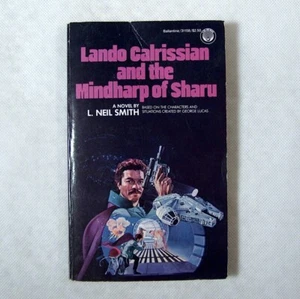 Lando Calrissian
and the
Mindharp of Sharu
A NOVEL BY
L. NEIL SMITH
BASED ON THE CHARACTERS AND
SITUATIONS CREATED BY GEORGE LUCAS